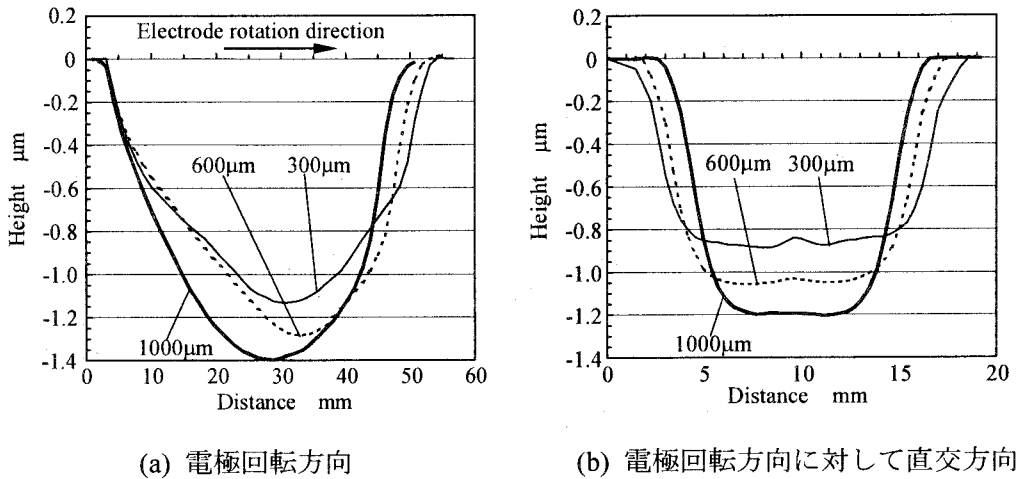 0.2
0
-0.2
-0.4
-0.6
-0.8
-1.0
-1.2
-1.4
Height μm
Electrode rotation direction
600μm
300μm
1000μm
0 10 20 30 40 50 60
Distance mm
(a) 電極回転方向
0.2
0
-0.2
-0.4
-0.6
-0.8
-1.0
-1.2
-1.4
Height μm
600μm
300μm
1000μm
0 5 10 15 20
Distance mm
(b) 電極回転方向に対して直交方向